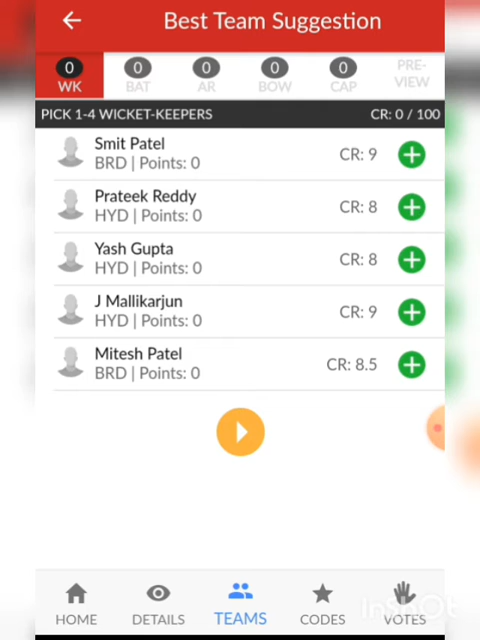 Best Team Suggestion
0 0 0 0 0 PRE-
WK BAT AR BOW CAP VIEW
PICK 1-4 WICKET-KEEPERS CR: 0 / 100
Smit Patel
BRD | Points: 0 CR: 9
Prateek Reddy
HYD | Points: 0 CR: 8
Yash Gupta
HYD | Points: 0 CR: 8
J Mallikarjun
HYD | Points: 0 CR: 9
Mitesh Patel
BRD | Points: 0 CR: 8.5
HOME DETAILS TEAMS CODES VOTES
InShOt